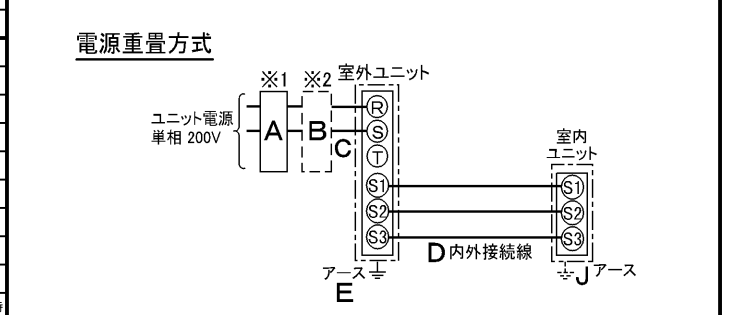 電源重畳方式
※1 ※2 室外ユニット
ユニット電源
単相 200V
A
B
C
R
S
T
S1
S2
S3
室内
ユニット
S1
S2
S3
D 内外接続線
アース
E
J アース